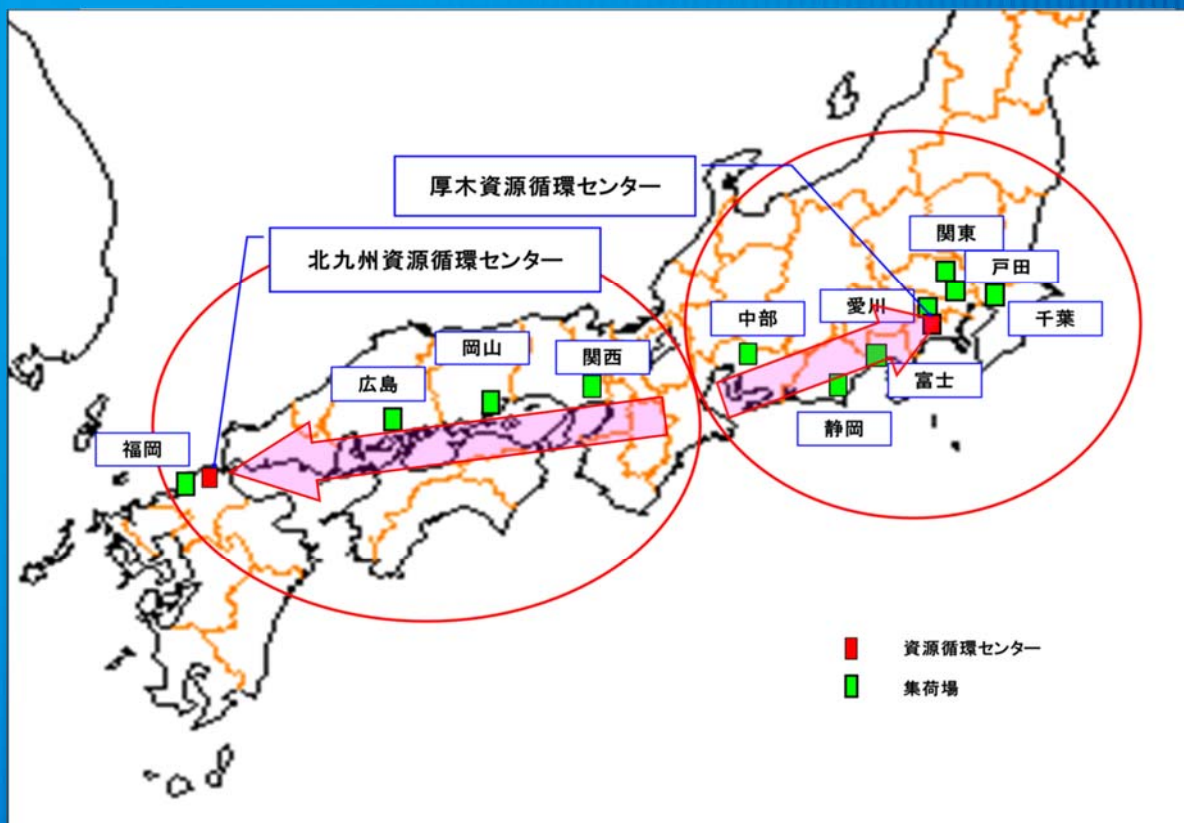 厚木資源循環センター
北九州資源循環センター
関東
戸田
愛川
千葉
中部
岡山
関西
広島
富士
静岡
福岡
資源循環センター
集荷場